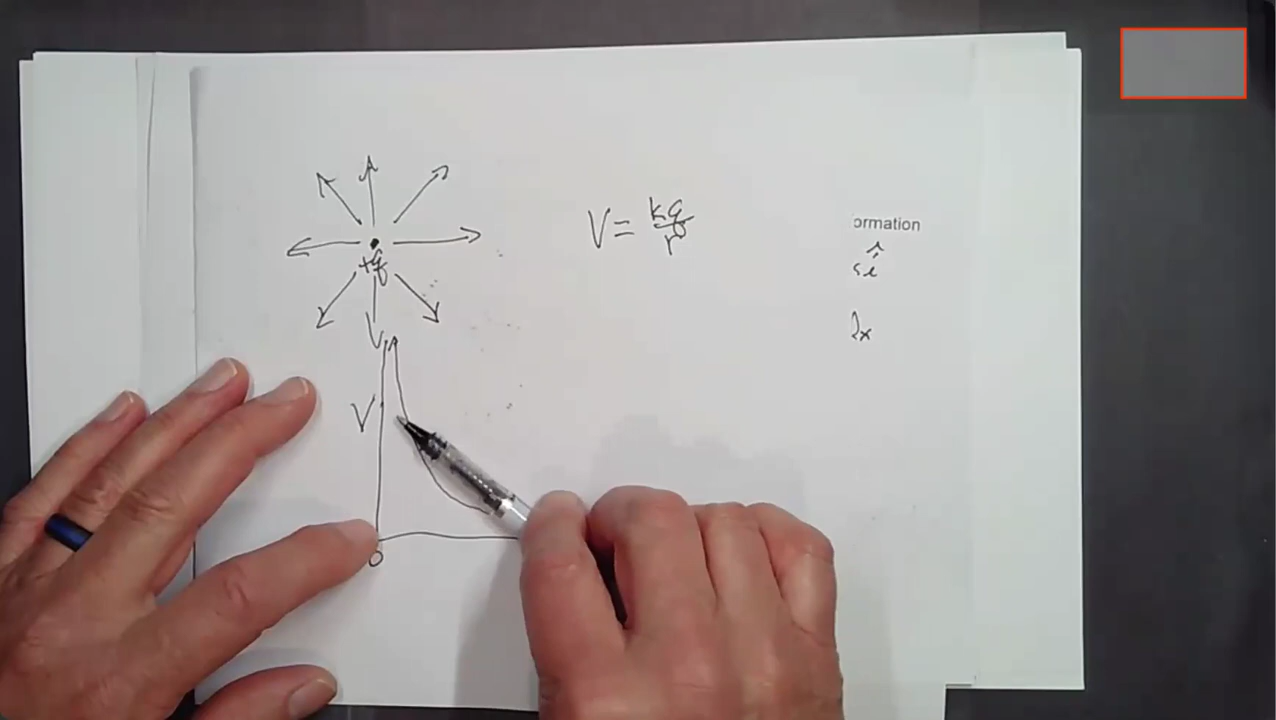 +q
V = kq/r
ormation
V
0